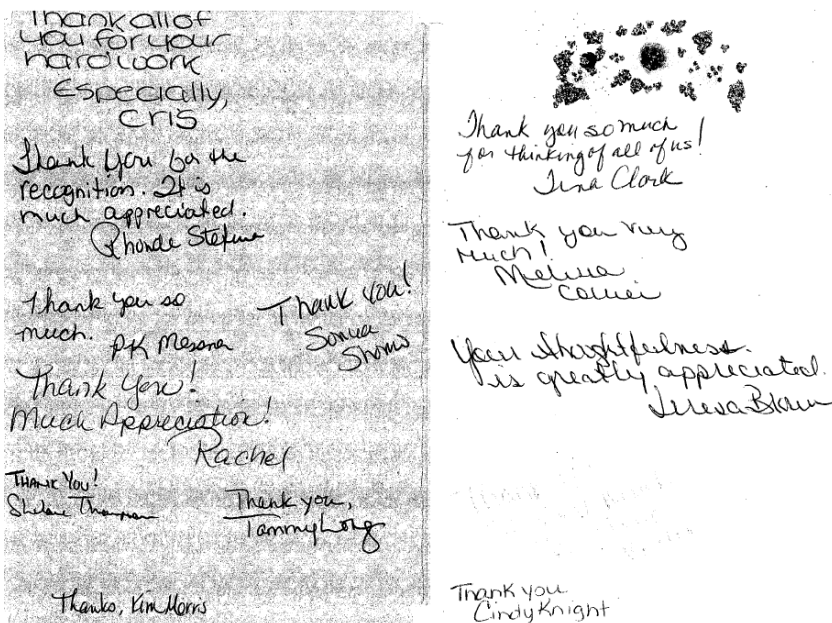 Thank all of
you for your
hard work
Especially,
Cris
Thank you for the
recognition. It is
much appreciated.
Rhonda
Thank you so
much.
PK
Thank you!
Thank You!
Much Appreciation!
Rachel
THANK YOU!
Thank you,
Tammy Long
Thanks, Kim Morris
Thank you so much
for thinking of all of us!
Tina Clark
Thank you very
much!
Your thoughtfulness
is greatly appreciated.
Teresa Brown
Thank you
Cindy Knight